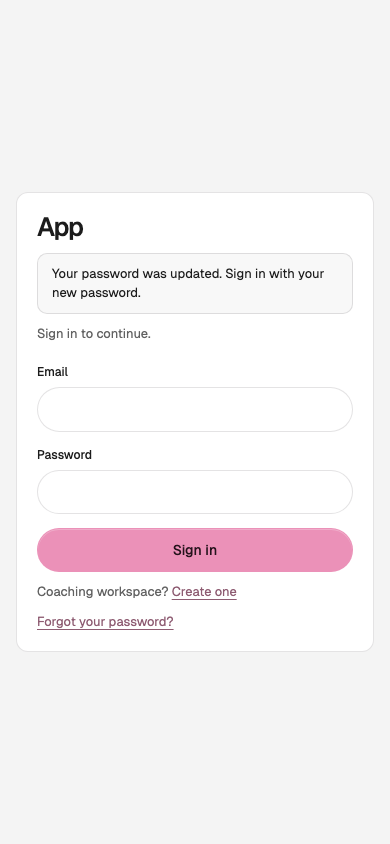 App
Your password was updated. Sign in with your
new password.
Sign in to continue.
Email
Password
Sign in
Coaching workspace? Create one
Forgot your password?